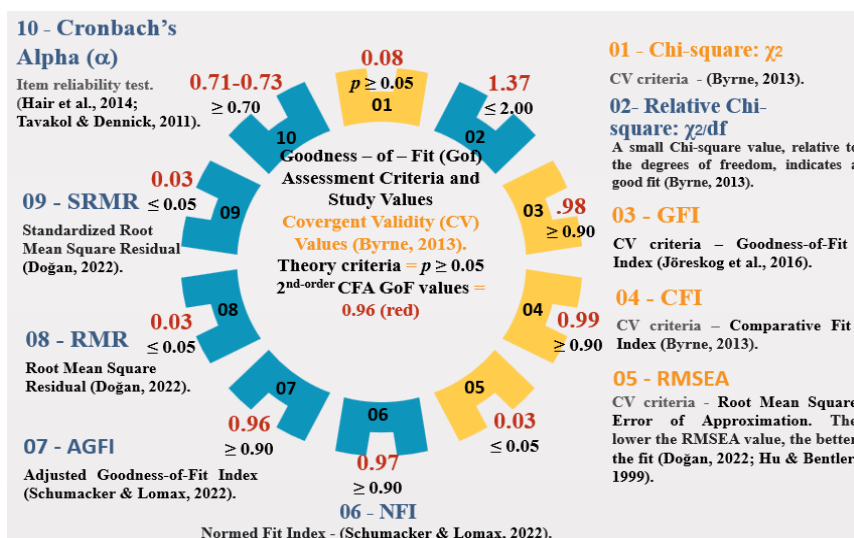 10 - Cronbach's
Alpha (α)
Item reliability test.
(Hair et al., 2014;
Tavakol & Dennick, 2011).
0.71-0.73
≥ 0.70
10
0.08
p ≥ 0.05
01
1.37
≤ 2.00
02
01 - Chi-square: χ2
CV criteria - (Byrne, 2013).
02- Relative Chi-
square: χ2/df
A small Chi-square value, relative to
the degrees of freedom, indicates a
good fit (Byrne, 2013).
Goodness – of – Fit (Gof)
Assessment Criteria and
Study Values
Covergent Validity (CV)
Values (Byrne, 2013).
Theory criteria = p ≥ 0.05
2nd-order CFA GoF values =
0.96 (red)
09 - SRMR
Standardized Root
Mean Square Residual
(Doğan, 2022).
0.03
≤ 0.05
09
03
.98
≥ 0.90
03 - GFI
CV criteria – Goodness-of-Fit
Index (Jöreskog et al., 2016).
08 - RMR
Root Mean Square
Residual (Doğan, 2022).
0.03
≤ 0.05
08
04
0.99
≥ 0.90
04 - CFI
CV criteria – Comparative Fit
Index (Byrne, 2013).
07 - AGFI
Adjusted Goodness-of-Fit Index
(Schumacker & Lomax, 2022).
07
0.96
≥ 0.90
06
0.97
≥ 0.90
06 - NFI
Normed Fit Index - (Schumacker & Lomax, 2022).
05
0.03
≤ 0.05
05 - RMSEA
CV criteria - Root Mean Square
Error of Approximation. The
lower the RMSEA value, the better
the fit (Doğan, 2022; Hu & Bentler,
1999).